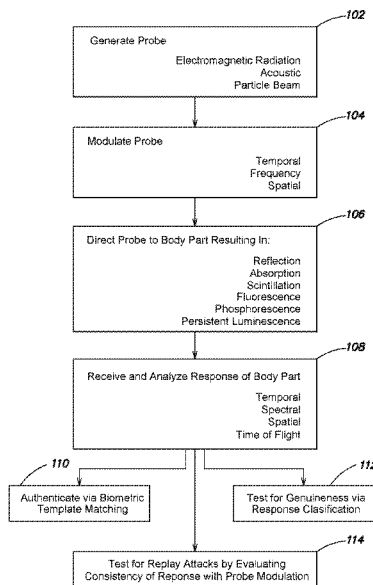 102
Generate Probe
Electromagnetic Radiation
Acoustic
Particle Beam
104
Modulate Probe
Temporal
Frequency
Spatial
106
Direct Probe to Body Part Resulting In:
Reflection
Absorption
Scintillation
Fluorescence
Phosphorescence
Persistent Luminescence
108
Receive and Analyze Response of Body Part
Temporal
Spectral
Spatial
Time of Flight
110
Authenticate via Biometric
Template Matching
112
Test for Genuineness via
Response Clasification
114
Test for Replay Attacks by Evaluating
Consistency of Reponse with Probe Modulation